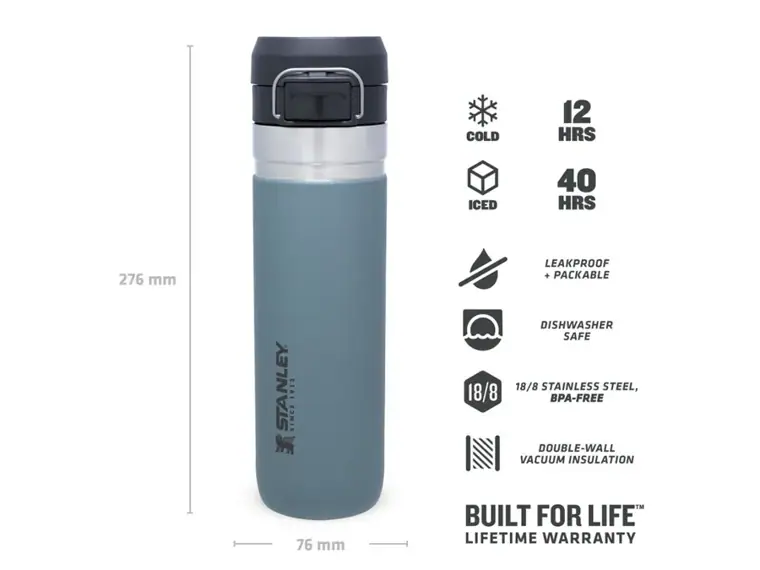 276 mm
STANLEY
SINCE 1913
76 mm
COLD
12
HRS
ICED
40
HRS
LEAKPROOF
+ PACKABLE
DISHWASHER
SAFE
18/8
18/8 STAINLESS STEEL,
BPA-FREE
DOUBLE-WALL
VACUUM INSULATION
BUILT FOR LIFE™
LIFETIME WARRANTY